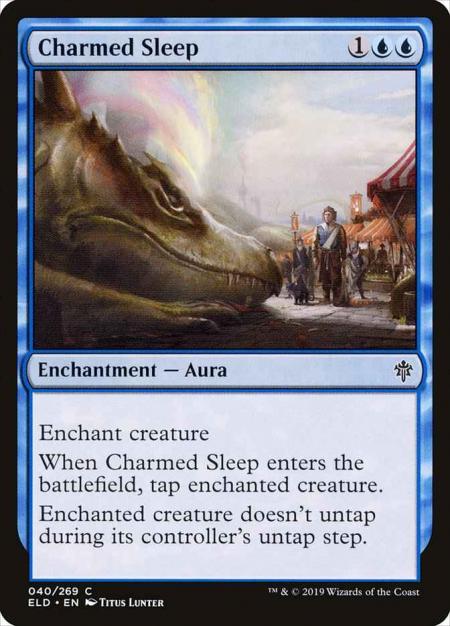 Charmed Sleep 1
Enchantment — Aura
Enchant creature
When Charmed Sleep enters the
battlefield, tap enchanted creature.
Enchanted creature doesn't untap
during its controller's untap step.
040/269 C
ELD • EN Titus Lunter
™ & © 2019 Wizards of the Coast